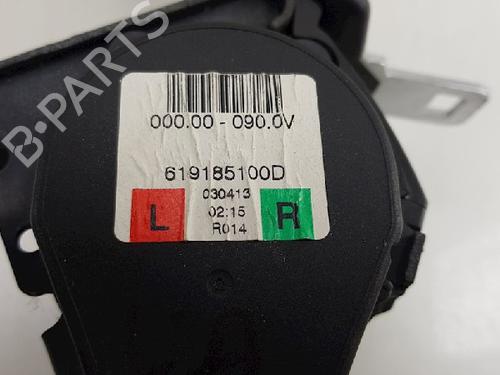 B-PARTS
000.00 - 090.0V
619185100D
030413
L 02:15 R
R014